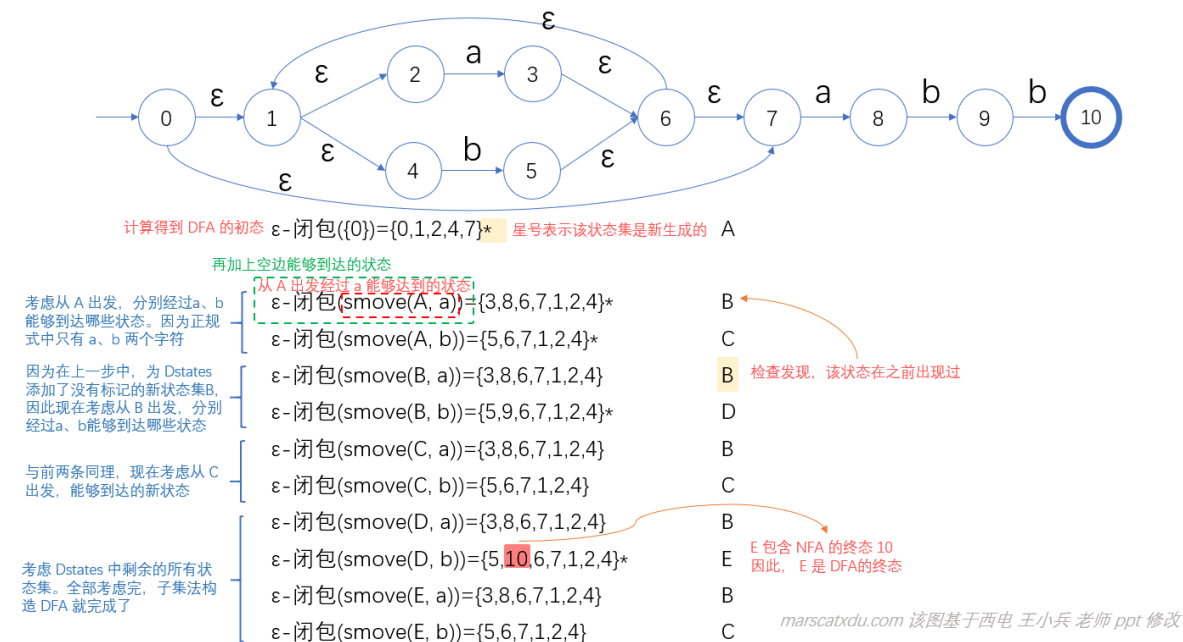 ε
ε a ε
0 ε 1 2 3 6 ε 7 a 8 b 9 b 10
ε 4 b 5 ε
ε
计算得到 DFA 的初态 ε-闭包({0})={0,1,2,4,7}* 星号表示该状态集是新生成的 A
再加上空边能够到达的状态
从 A 出发经过 a 能够达到的状态
考虑从 A 出发，分别经过a、b
能够到达哪些状态。因为正规
式中只有 a、b 两个字符
ε-闭包(smove(A, a))={3,8,6,7,1,2,4}* B
ε-闭包(smove(A, b))={5,6,7,1,2,4}* C
因为在上一步中，为 Dstates
添加了没有标记的新状态集B,
因此现在考虑从 B 出发，分别
经过a、b能够到达哪些状态
ε-闭包(smove(B, a))={3,8,6,7,1,2,4} B 检查发现，该状态在之前出现过
ε-闭包(smove(B, b))={5,9,6,7,1,2,4}* D
与前两条同理，现在考虑从 C
出发，能够到达的新状态
ε-闭包(smove(C, a))={3,8,6,7,1,2,4} B
ε-闭包(smove(C, b))={5,6,7,1,2,4} C
考虑 Dstates 中剩余的所有状
态集。全部考虑完，子集法构
造 DFA 就完成了
ε-闭包(smove(D, a))={3,8,6,7,1,2,4} B
ε-闭包(smove(D, b))={5,10,6,7,1,2,4}* E
E 包含 NFA 的终态 10
因此， E 是 DFA的终态
ε-闭包(smove(E, a))={3,8,6,7,1,2,4} B
ε-闭包(smove(E, b))={5,6,7,1,2,4} C
marscatxdu.com 该图基于西电 王小兵 老师 ppt 修改